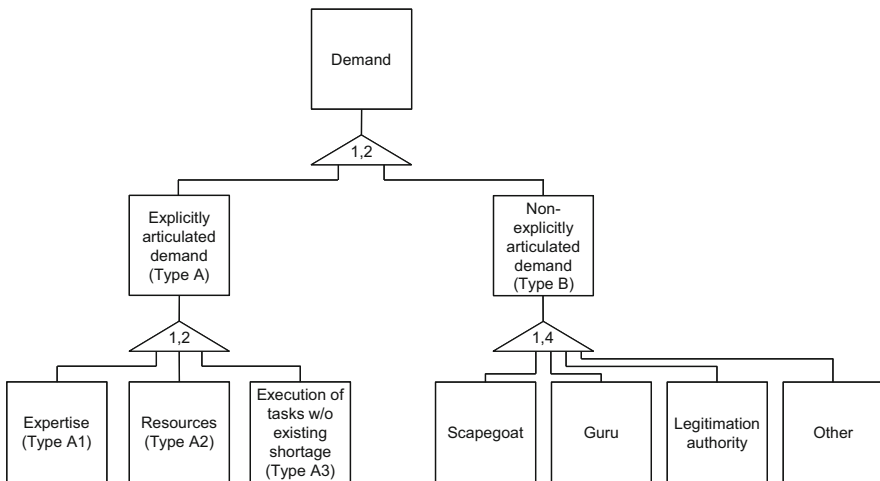 Demand
1,2
Explicitly
articulated
demand
(Type A)
Non-
explicitly
articulated
demand
(Type B)
1,2
1,4
Expertise
(Type A1)
Resources
(Type A2)
Execution of
tasks w/o
existing
shortage
(Type A3)
Scapegoat
Guru
Legitimation
authority
Other